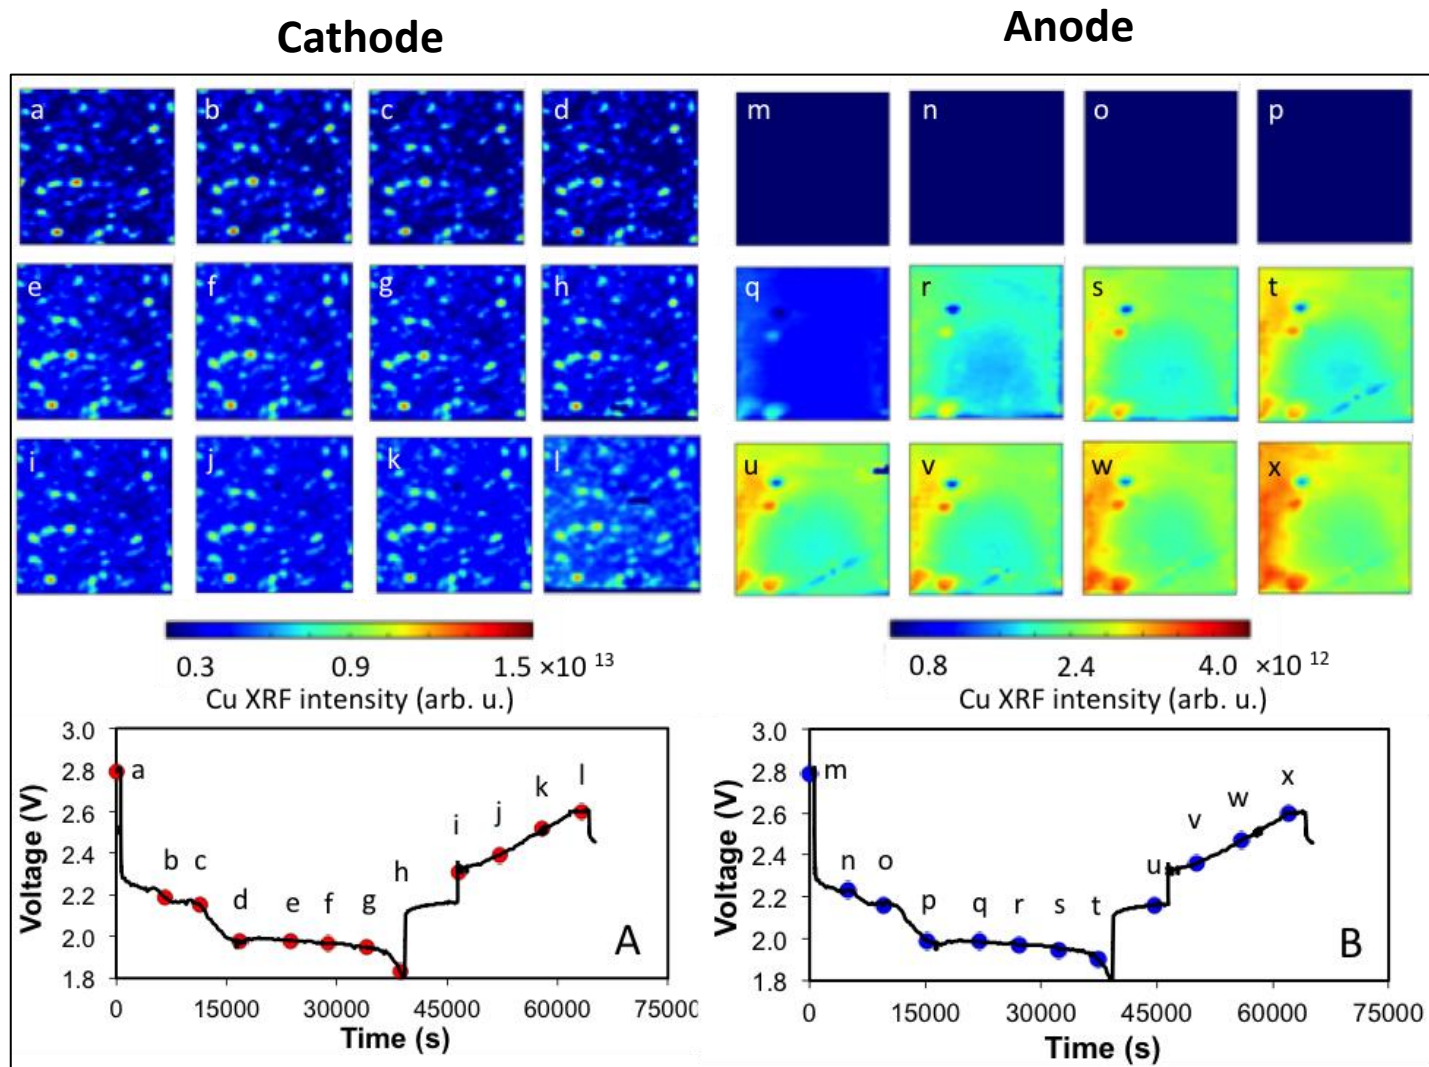 Cathode Anode
a b c d m n o p
e f g h q r s t
i j k l u v w x
0.3 0.9 1.5 ×10 13
Cu XRF intensity (arb. u.)
0.8 2.4 4.0 ×10 12
Cu XRF intensity (arb. u.)
3.0
2.8
2.6
2.4
2.2
2.0
1.8
Voltage (V)
a b c d e f g h i j k l
A
0 15000 30000 45000 60000 75000
Time (s)
3.0
2.8
2.6
2.4
2.2
2.0
1.8
Voltage (V)
m n o p q r s t u v w x
B
0 15000 30000 45000 60000 75000
Time (s)